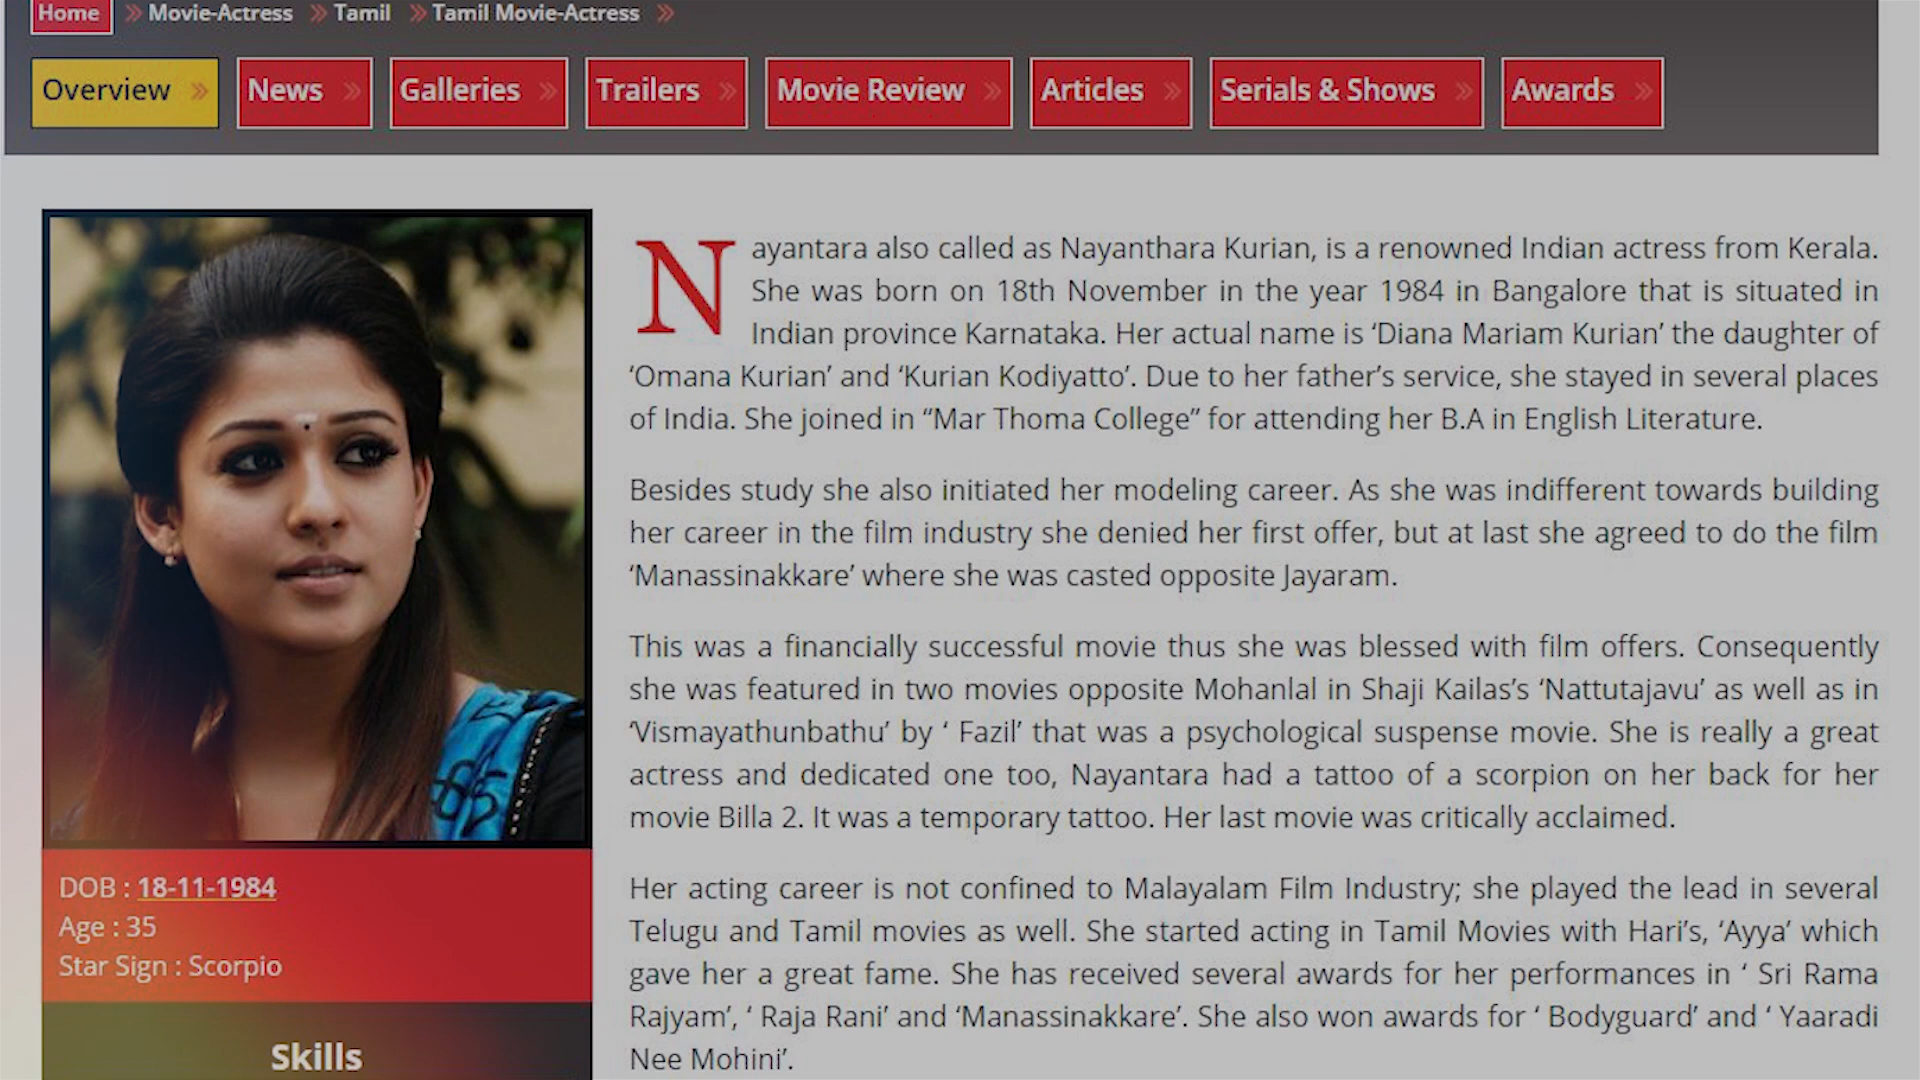 Home » Movie-Actress » Tamil » Tamil Movie-Actress »
Overview » News » Galleries » Trailers » Movie Review » Articles » Serials & Shows » Awards »
Nayantara also called as Nayanthara Kurian, is a renowned Indian actress from Kerala.
She was born on 18th November in the year 1984 in Bangalore that is situated in
Indian province Karnataka. Her actual name is ‘Diana Mariam Kurian’ the daughter of
‘Omana Kurian’ and ‘Kurian Kodiyatto’. Due to her father’s service, she stayed in several places
of India. She joined in “Mar Thoma College” for attending her B.A in English Literature.
Besides study she also initiated her modeling career. As she was indifferent towards building
her career in the film industry she denied her first offer, but at last she agreed to do the film
‘Manassinakkare’ where she was casted opposite Jayaram.
This was a financially successful movie thus she was blessed with film offers. Consequently
she was featured in two movies opposite Mohanlal in Shaji Kailas’s ‘Nattutajavu’ as well as in
‘Vismayathunbathu’ by ‘ Fazil’ that was a psychological suspense movie. She is really a great
actress and dedicated one too, Nayantara had a tattoo of a scorpion on her back for her
movie Billa 2. It was a temporary tattoo. Her last movie was critically acclaimed.
Her acting career is not confined to Malayalam Film Industry; she played the lead in several
Telugu and Tamil movies as well. She started acting in Tamil Movies with Hari’s, ‘Ayya’ which
gave her a great fame. She has received several awards for her performances in ‘ Sri Rama
Rajyam’, ‘ Raja Rani’ and ‘Manassinakkare’. She also won awards for ‘ Bodyguard’ and ‘ Yaaradi
Nee Mohini’.
DOB : 18-11-1984
Age : 35
Star Sign : Scorpio
Skills